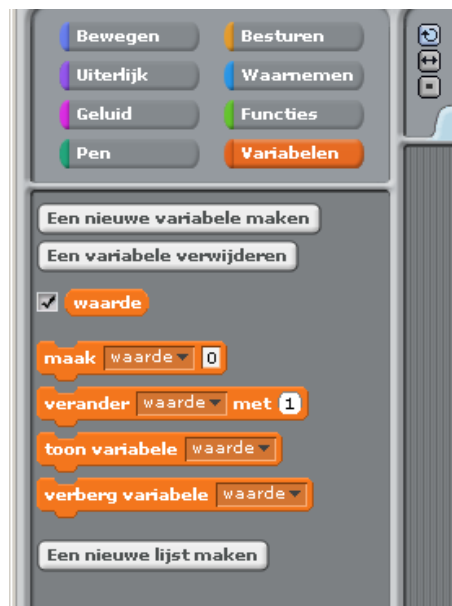 Bewegen Besturen
Uiterlijk Waarnemen
Geluid Functies
Pen Variabelen
Een nieuwe variabele maken
Een variabele verwijderen
waarde
maak waarde 0
verander waarde met 1
toon variabele waarde
verberg variabele waarde
Een nieuwe lijst maken